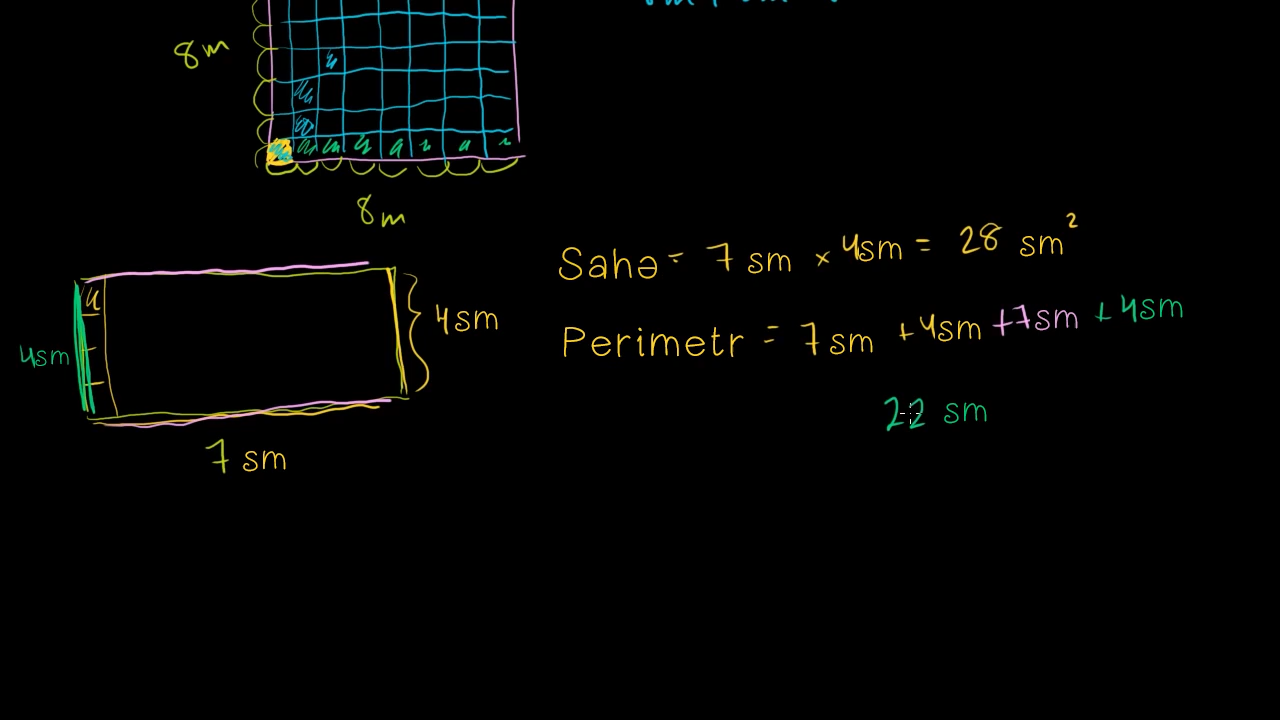 8m
8m
Sahə = 7 sm × 4sm = 28 sm²
Perimetr = 7 sm + 4sm +7sm + 4sm
4sm
4sm
22 sm
7 sm